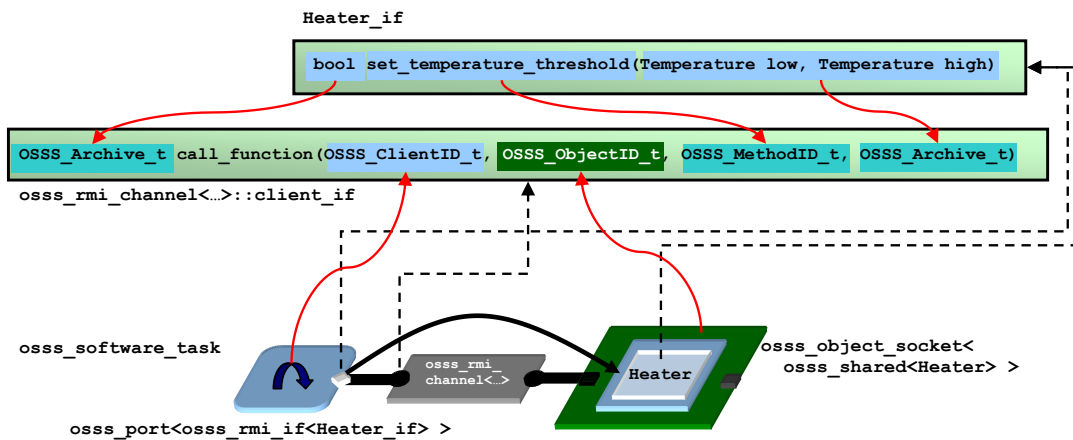 Heater_if
bool set_temperature_threshold(Temperature low, Temperature high)
OSSS_Archive_t call_function(OSSS_ClientID_t, OSSS_ObjectID_t, OSSS_MethodID_t, OSSS_Archive_t)
osss_rmi_channel<…>::client_if
osss_software_task
osss_rmi_
channel<…>
Heater
osss_object_socket<
osss_shared<Heater> >
osss_port<osss_rmi_if<Heater_if> >